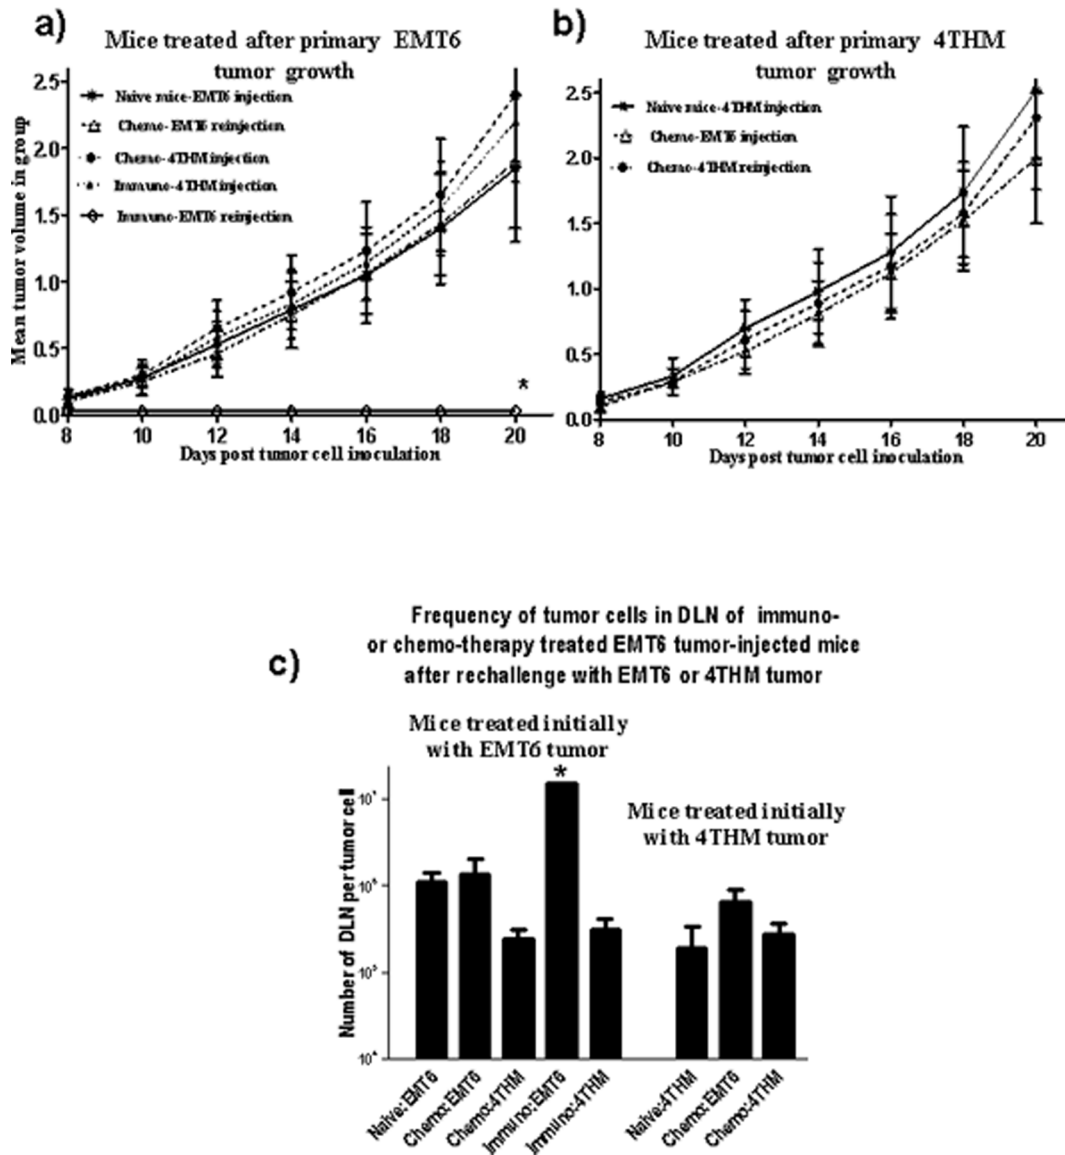 a)
Mice treated after primary EMT6
tumor growth
Mean tumor volume in group
2.5
2.0
1.5
1.0
0.5
0.0
Naive mice-EMT6 injection
Chemo-EMT6 reinjection
Chemo-4THM injection
Immuno-4THM injection
Immuno-EMT6 reinjection
*
8 10 12 14 16 18 20
Days post tumor cell inoculation
b)
Mice treated after primary 4THM
tumor growth
2.5
2.0
1.5
1.0
0.5
0.0
Naive mice-4THM injection
Chemo-EMT6 injection
Chemo-4THM reinjection
8 10 12 14 16 18 20
Days post tumor cell inoculation
c)
Frequency of tumor cells in DLN of immuno-
or chemo-therapy treated EMT6 tumor-injected mice
after rechallenge with EMT6 or 4THM tumor
Mice treated initially
with EMT6 tumor
*
Mice treated initially
with 4THM tumor
Number of DLN per tumor cell
10⁶
10⁵
10⁴
Naive:EMT6
Chemo:EMT6
Chemo:4THM
Immuno:EMT6
Immuno:4THM
Naive:4THM
Chemo:EMT6
Chemo:4THM